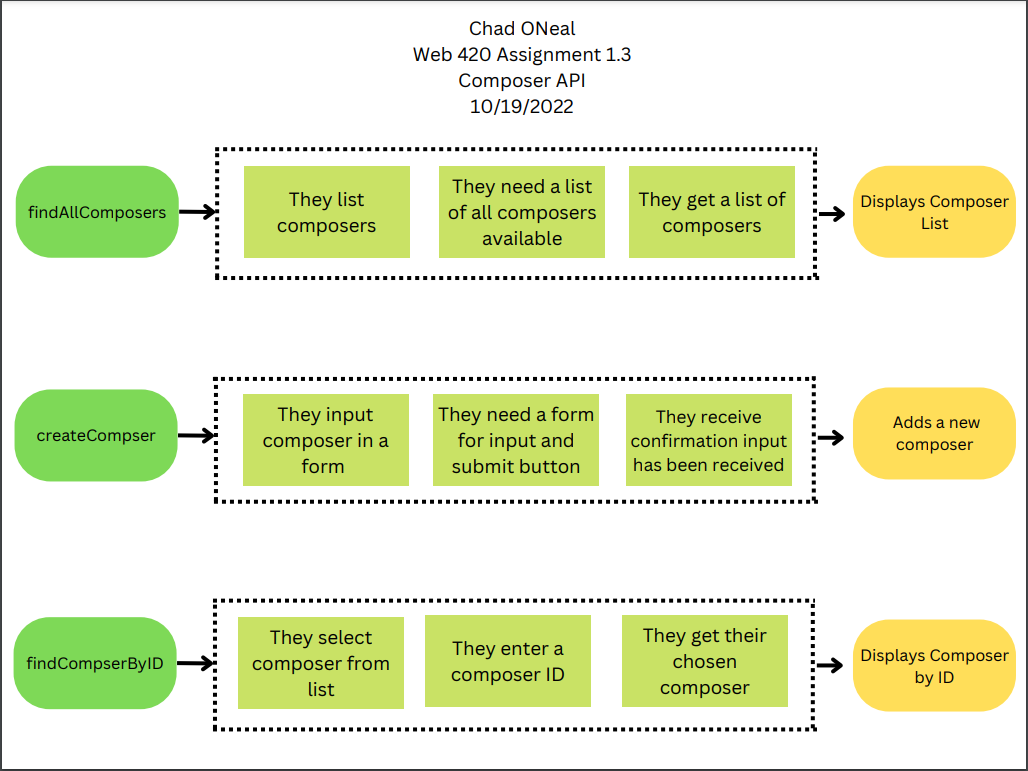 Chad ONeal
Web 420 Assignment 1.3
Composer API
10/19/2022
findAllComposers
They list
composers
They need a list
of all composers
available
They get a list of
composers
Displays Composer
List
createCompser
They input
composer in a
form
They need a form
for input and
submit button
They receive
confirmation input
has been received
Adds a new
composer
findCompserByID
They select
composer from
list
They enter a
composer ID
They get their
chosen
composer
Displays Composer
by ID